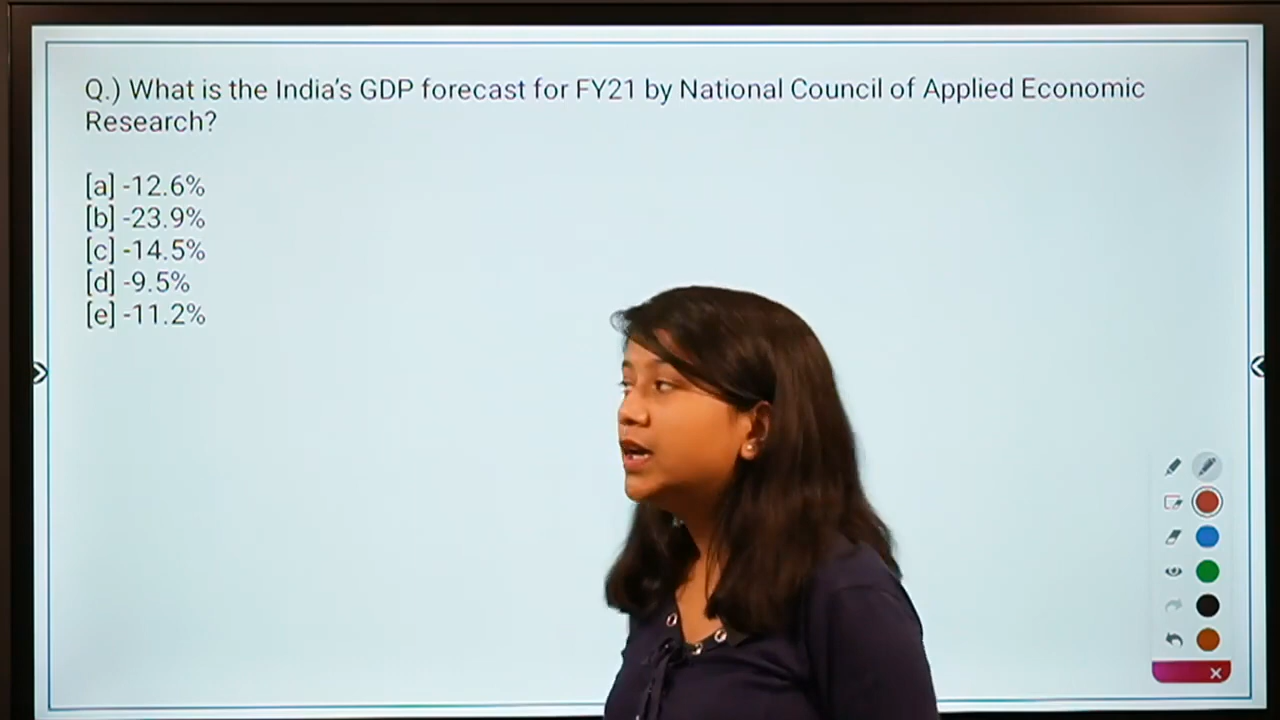 Q.) What is the India's GDP forecast for FY21 by National Council of Applied Economic
Research?
[a] -12.6%
[b] -23.9%
[c] -14.5%
[d] -9.5%
[e] -11.2%